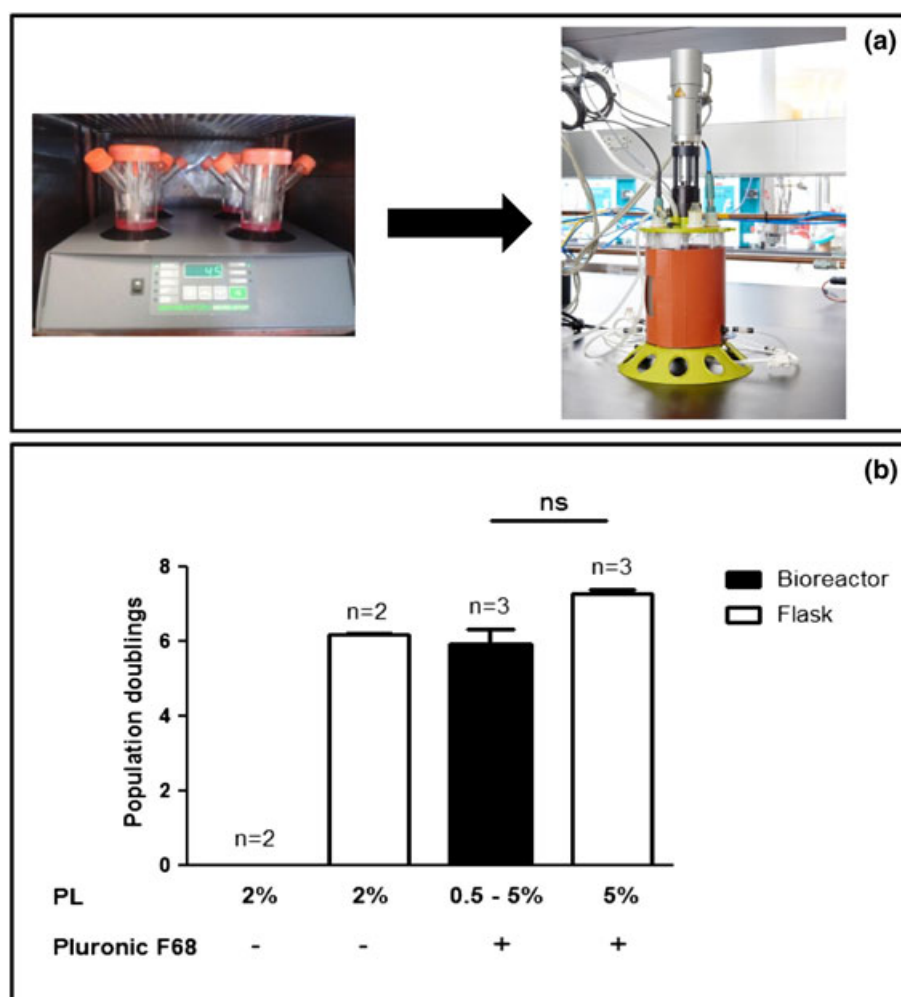 (a)
45
(b)
ns
8
n=3
Bioreactor
n=2
n=3
Flask
6
Population doublings
4
2
n=2
0
PL 2% 2% 0.5 - 5% 5%
Pluronic F68 - - + +